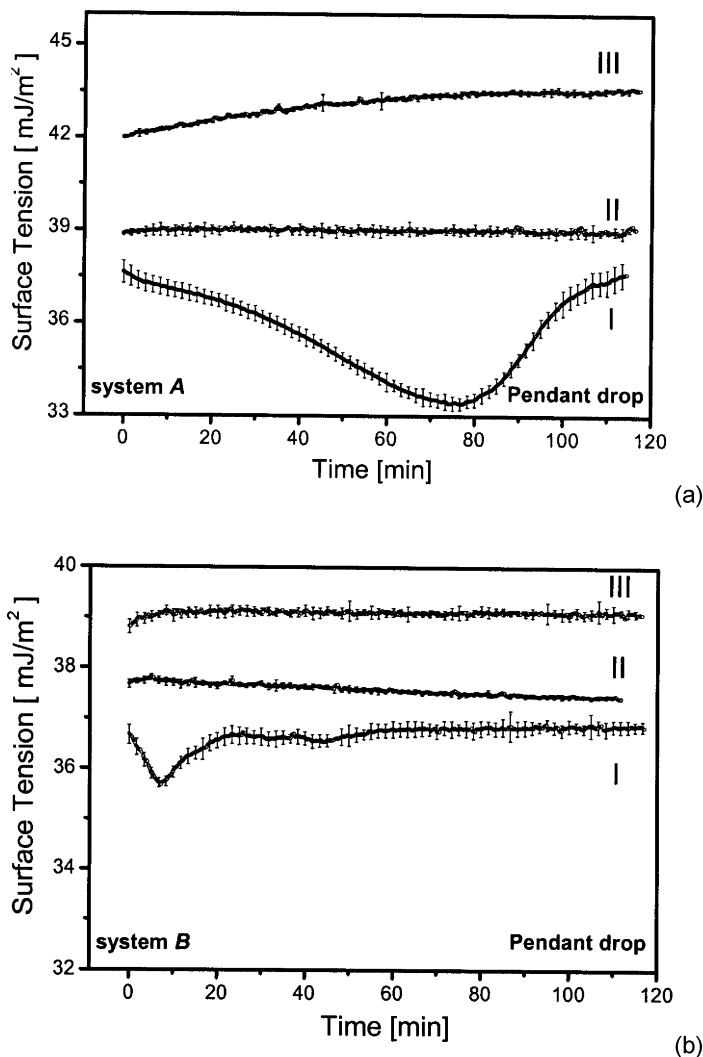 45
42
39
36
33
Surface Tension [ mJ/m²]
III
II
I
system A
Pendant drop
0
20
40
60
80
100
120
Time [min]
(a)
40
38
36
34
32
Surface Tension [ mJ/m²]
III
II
I
system B
Pendant drop
0
20
40
60
80
100
120
Time [min]
(b)